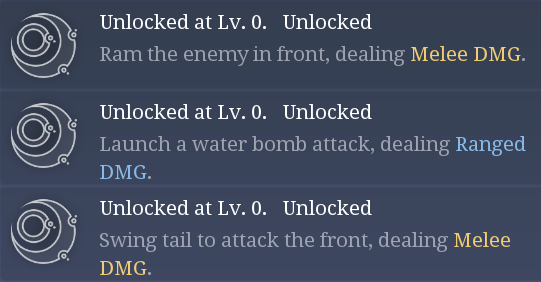 Unlocked at Lv. 0. Unlocked
Ram the enemy in front, dealing Melee DMG.
Unlocked at Lv. 0. Unlocked
Launch a water bomb attack, dealing Ranged
DMG.
Unlocked at Lv. 0. Unlocked
Swing tail to attack the front, dealing Melee
DMG.